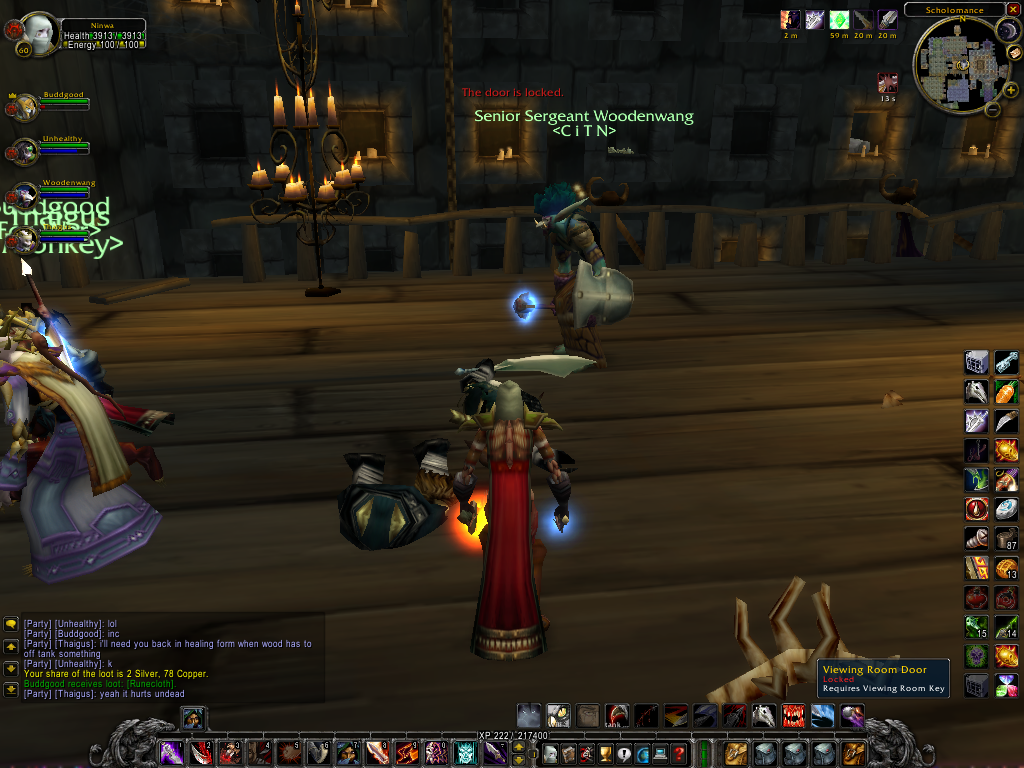 Ninwa
Health 3913 / 3913
Energy 100 / 100
60
2 m
59 m 20 m 20 m
Scholomance
N
13 s
Buddgood
Unhealthy
Woodenwang
The door is locked.
Senior Sergeant Woodenwang
<C i T N>
Thaigus
87
13
15
14
[Party] [Unhealthy]: lol
[Party] [Buddgood]: inc
[Party] [Thaigus]: i'll need you back in healing form when wood has to
off tank something
[Party] [Unhealthy]: k
Your share of the loot is 2 Silver, 78 Copper.
Buddgood receives loot: [Runecloth].
[Party] [Thaigus]: yeah it hurts undead
Viewing Room Door
Locked
Requires Viewing Room Key
tank
XP 222 / 217400